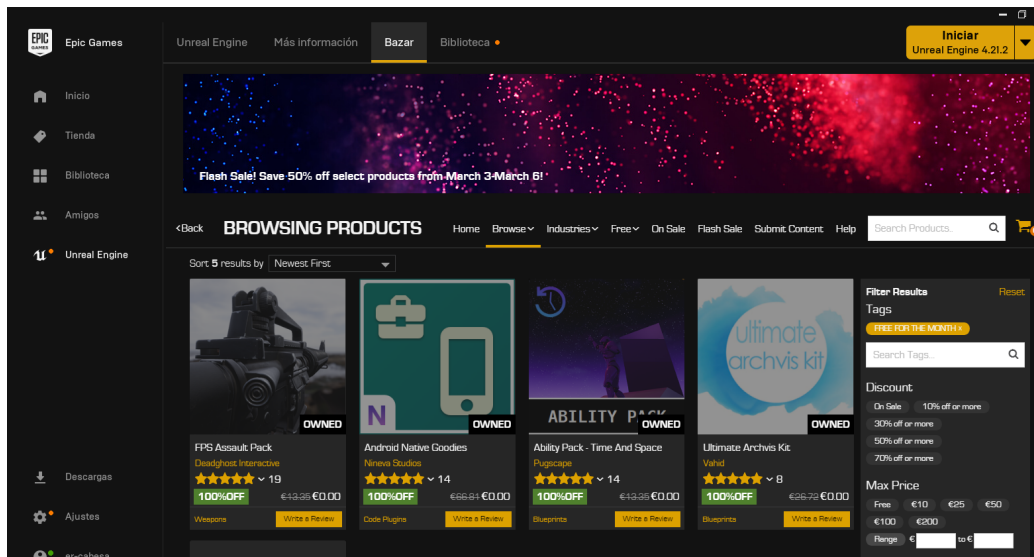 EPIC
GAMES
Epic Games
Unreal Engine
Más información
Bazar
Biblioteca
Iniciar
Unreal Engine 4.21.2
Inicio
Tienda
Biblioteca
Amigos
Unreal Engine
Descargas
Ajustes
er-cabesa
Flash Sale! Save 50% off select products from March 3-March 6!
<Back
BROWSING PRODUCTS
Home
Browse
Industries
Free
On Sale
Flash Sale
Submit Content
Help
Search Products..
Sort 5 results by
Newest First
OWNED
FPS Assault Pack
Deadghost Interactive
19
100%OFF
€13.35 €0.00
Weapons
Write a Review
N
OWNED
Android Native Goodies
Nineva Studios
14
100%OFF
€66.81 €0.00
Code Plugins
Write a Review
ABILITY PACK
OWNED
Ability Pack - Time And Space
Pugscape
14
100%OFF
€13.35 €0.00
Blueprints
Write a Review
ultimate
archvis kit
OWNED
Ultimate Archvis Kit
Vahid
8
100%OFF
€26.72 €0.00
Blueprints
Write a Review
Filter Results
Reset
Tags
FREE FOR THE MONTH x
Search Tags..
Discount
On Sale
10% off or more
30% off or more
50% off or more
70% off or more
Max Price
Free
€10
€25
€50
€100
€200
Range
€
to €